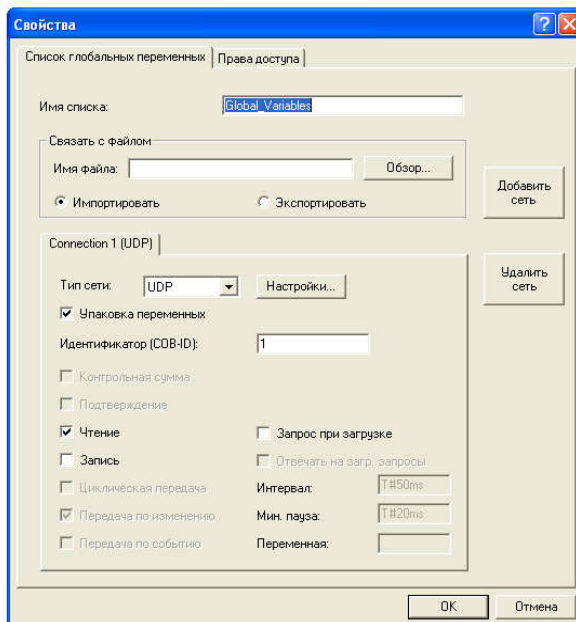 Свойства
Список глобальных переменных Права доступа
Имя списка: Global_Variables
Связать с файлом
Имя файла: Обзор...
Импортировать Экспортировать
Добавить
сеть
Connection 1 (UDP)
Удалить
сеть
Тип сети: UDP Настройки...
Упаковка переменных
Идентификатор (COB-ID): 1
Контрольная сумма
Подтверждение
Чтение Запрос при загрузке
Запись Отвечать на загр. запросы
Циклическая передача Интервал: T#50ms
Передача по изменению Мин. пауза: T#20ms
Передача по событию Переменная:
OK Отмена